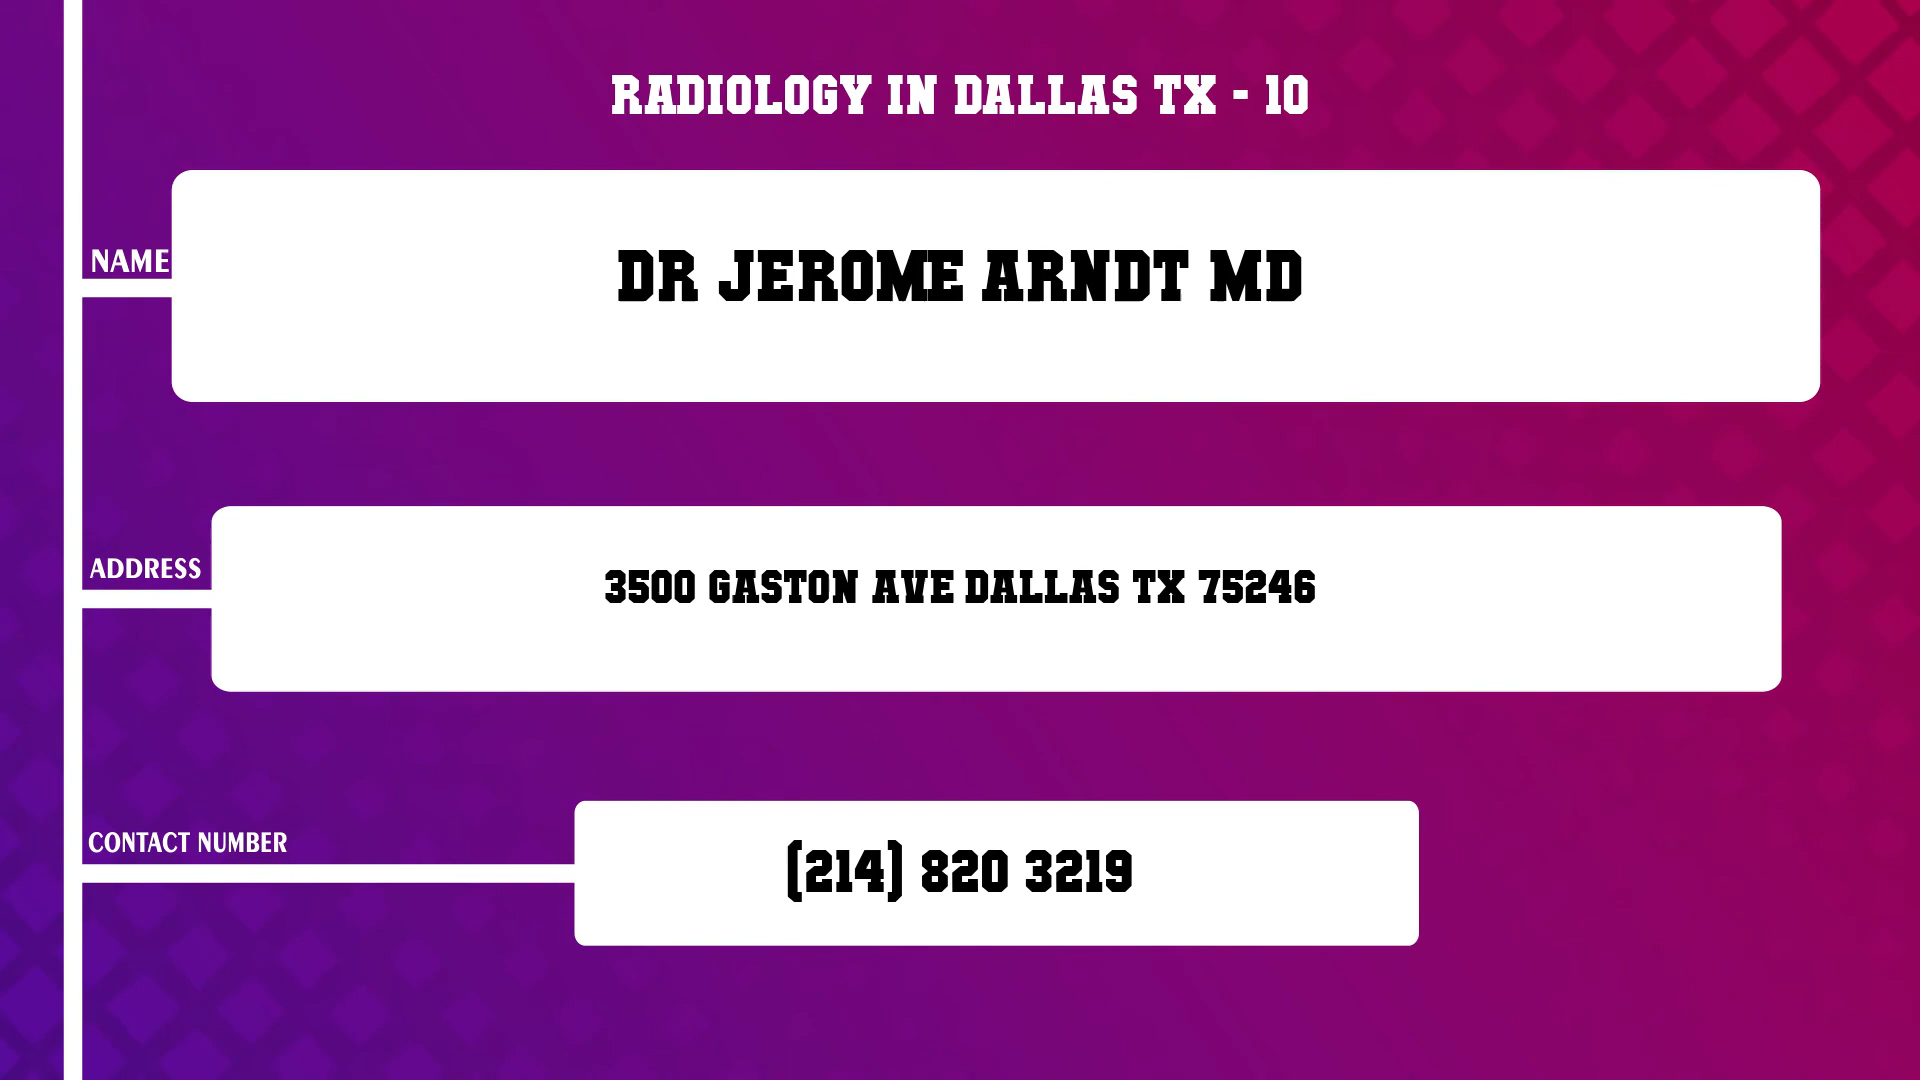 RADIOLOGY IN DALLAS TX - 10
NAME
DR JEROME ARNDT MD
ADDRESS
3500 GASTON AVE DALLAS TX 75246
CONTACT NUMBER
(214) 820 3219